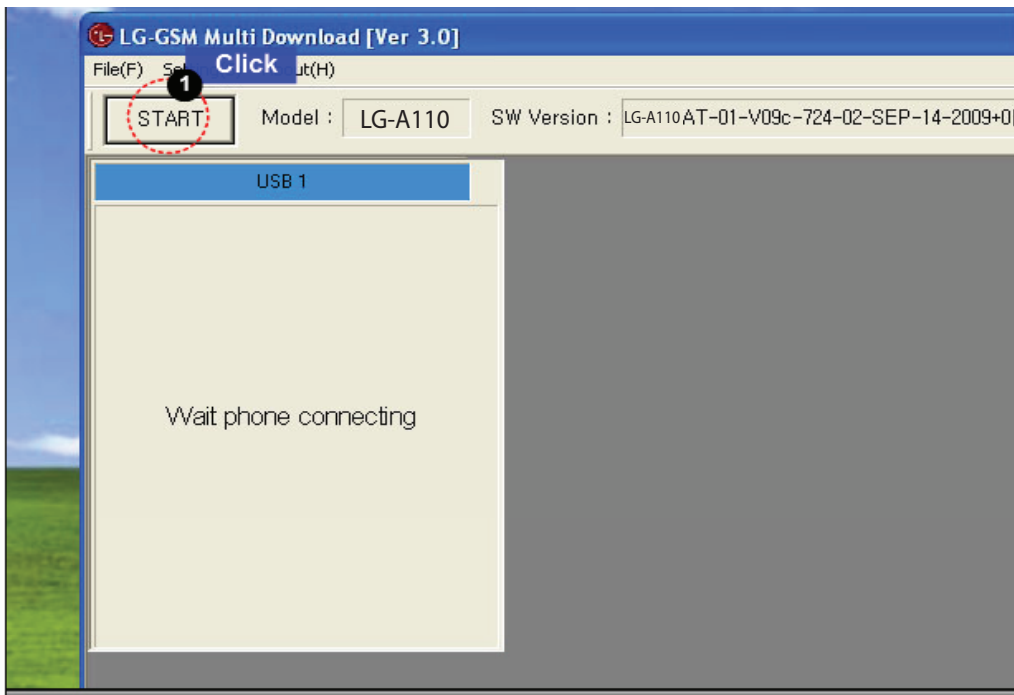 LG-GSM Multi Download [Ver 3.0]
File(F)
Click
1
START
Model : LG-A110 SW Version : LG-A110AT-01-V09c-724-02-SEP-14-2009+0
USB 1
Wait phone connecting